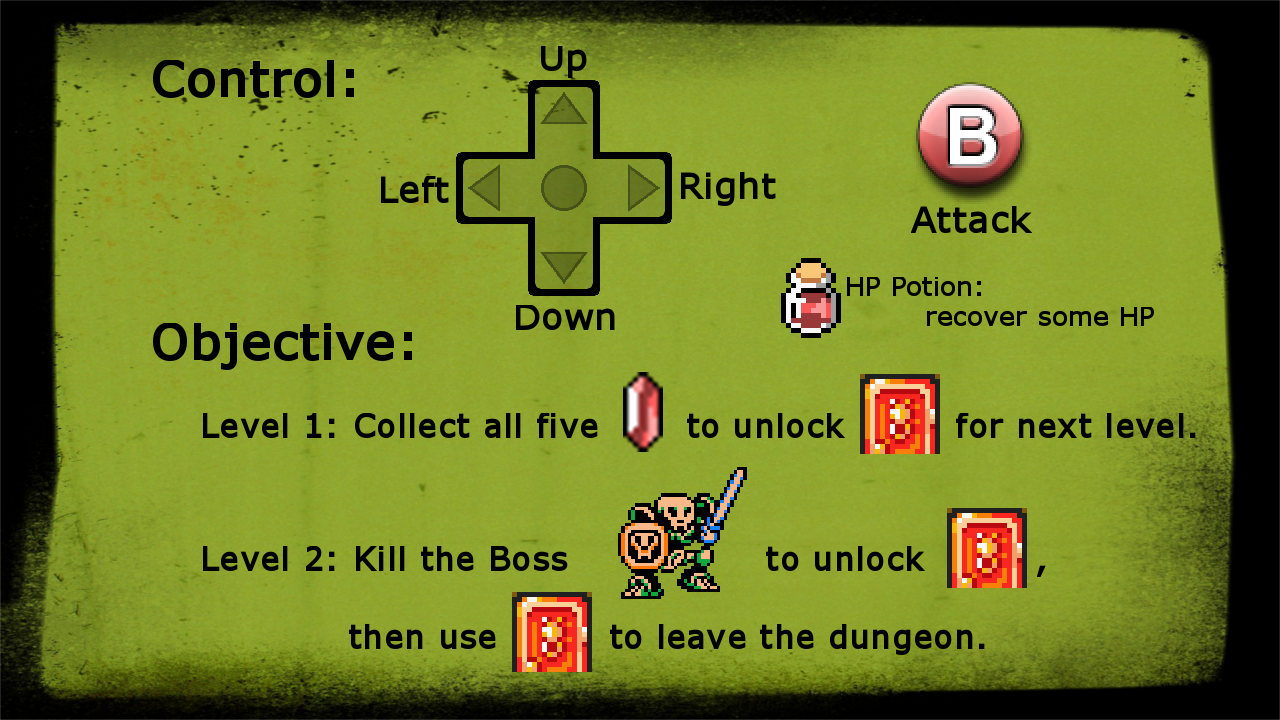 Control:
Up
Left
Right
Down
B
Attack
HP Potion:
recover some HP
Objective:
Level 1: Collect all five to unlock for next level.
Level 2: Kill the Boss to unlock ,
then use to leave the dungeon.